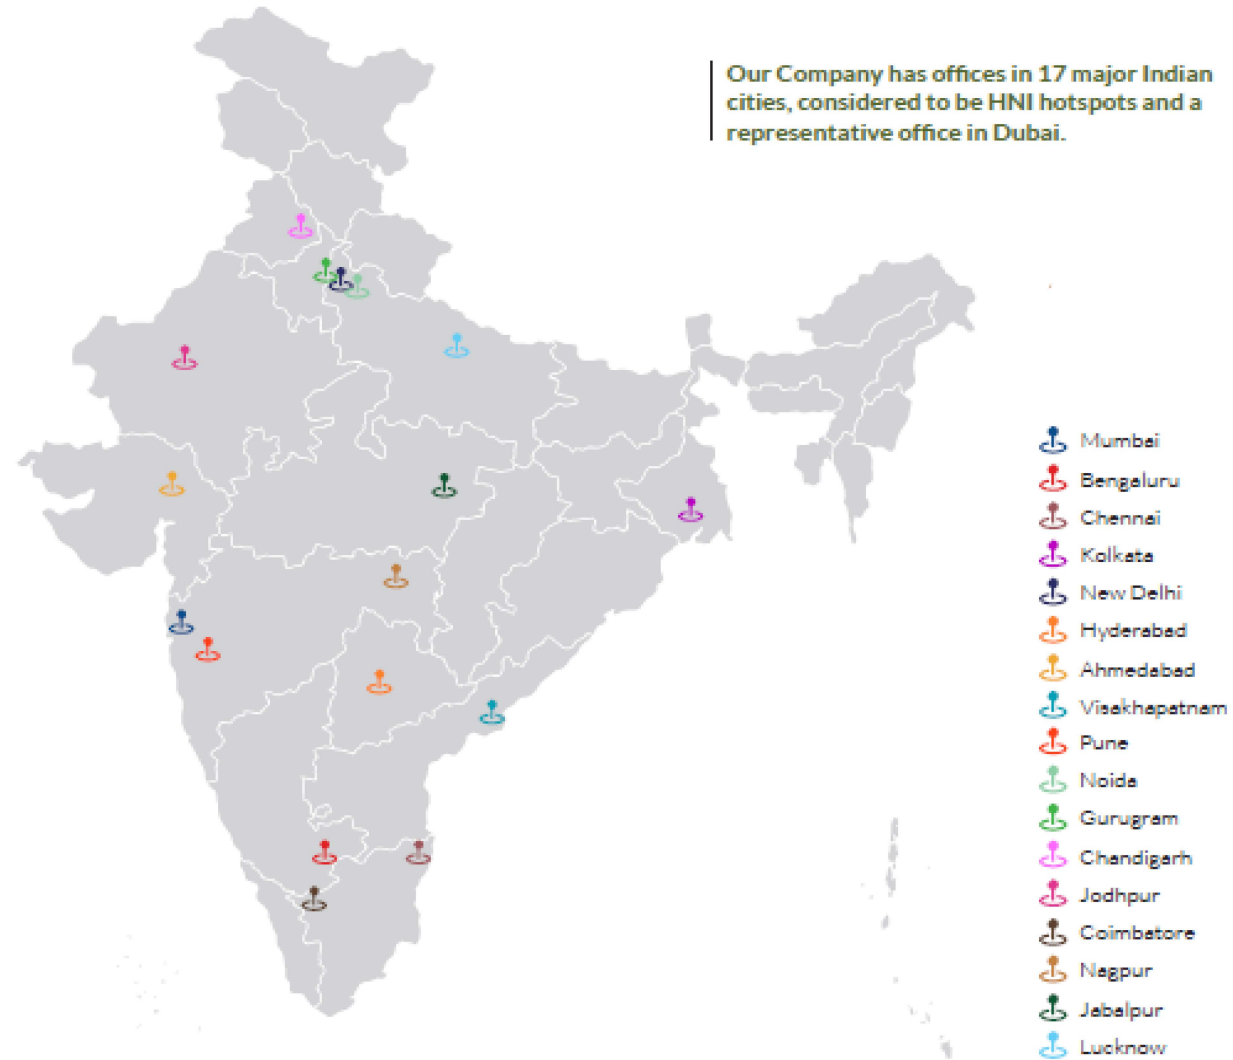 Our Company has offices in 17 major Indian
cities, considered to be HNI hotspots and a
representative office in Dubai.
Mumbai
Bengaluru
Chennai
Kolkata
New Delhi
Hyderabad
Ahmedabad
Visakhapatnam
Pune
Noida
Gurugram
Chandigarh
Jodhpur
Coimbatore
Nagpur
Jabalpur
Lucknow